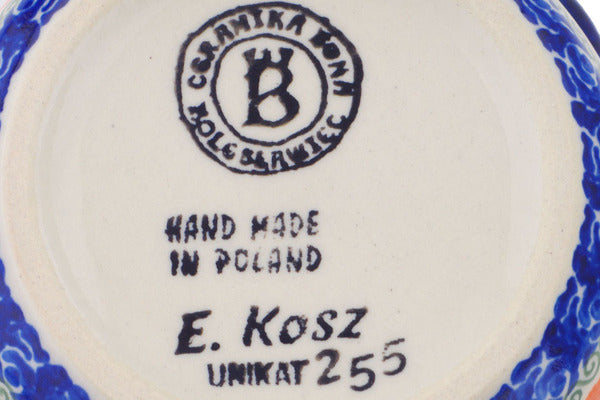 CERAMIKA BONA
B
BOLESŁAWIEC
HAND MADE
IN POLAND
E. KOSZ
UNIKAT 255